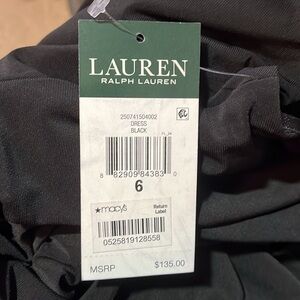 LAUREN
RALPH LAUREN
250741504002
DRESS
BLACK
8 82909 84383 0
6
★macy's
Return
Label
0525819128558
MSRP $135.00